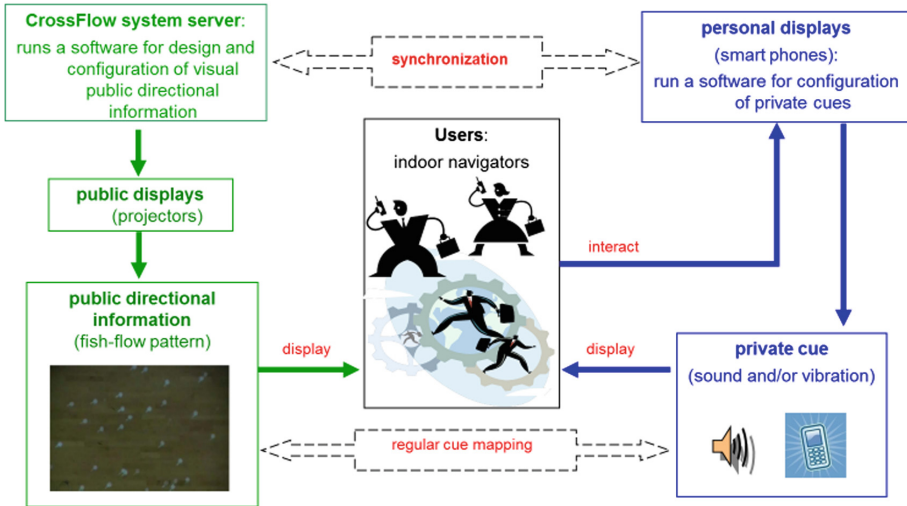 CrossFlow system server:
runs a software for design and
configuration of visual
public directional
information
synchronization
personal displays
(smart phones):
run a software for configuration
of private cues
Users:
indoor navigators
public displays
(projectors)
interact
public directional
information
(fish-flow pattern)
display
display
private cue
(sound and/or vibration)
regular cue mapping